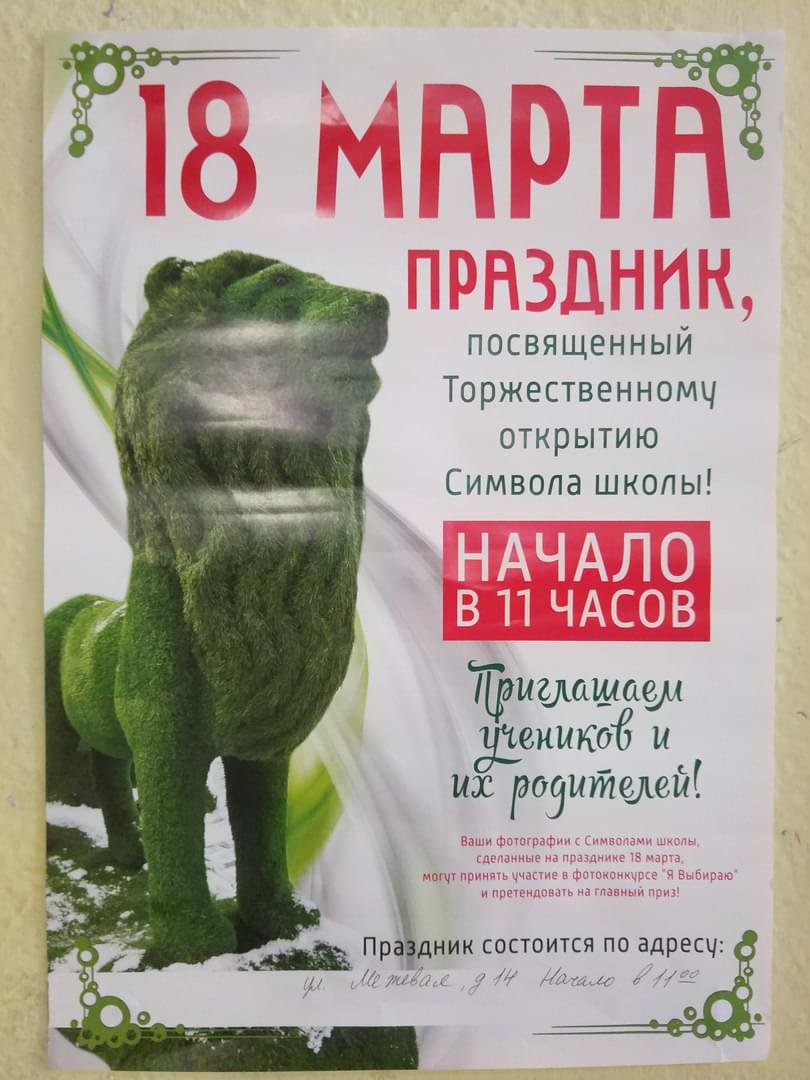 18 МАРТА
ПРАЗДНИК,
посвященный
Торжественному
открытию
Символа школы!
НАЧАЛО
В 11 ЧАСОВ
Приглашаем
учеников и
их родителей!
Ваши фотографии с Символами школы,
сделанные на празднике 18 марта,
могут принять участие в фотоконкурсе "Я Выбираю"
и претендовать на главный приз!
Праздник состоится по адресу:
ул. Межевая, д 14 Начало в 11 00